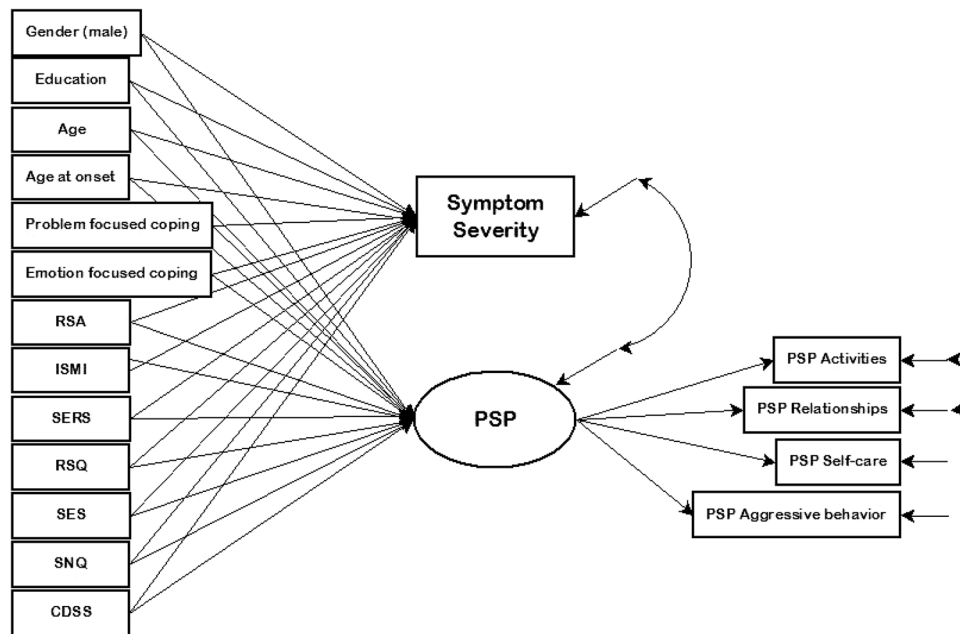 Gender (male)
Education
Age
Age at onset
Problem focused coping
Emotion focused coping
RSA
ISMI
SERS
RSQ
SES
SNQ
CDSS
Symptom
Severity
PSP
PSP Activities
PSP Relationships
PSP Self-care
PSP Aggressive behavior